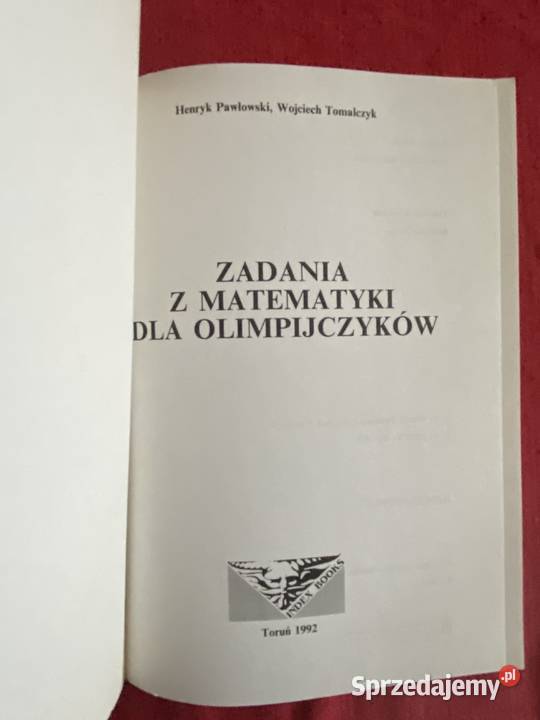 Henryk Pawłowski, Wojciech Tomalczyk
ZADANIA
Z MATEMATYKI
DLA OLIMPIJCZYKÓW
INDEX BOOKS
Toruń 1992
Sprzedajemy.pl